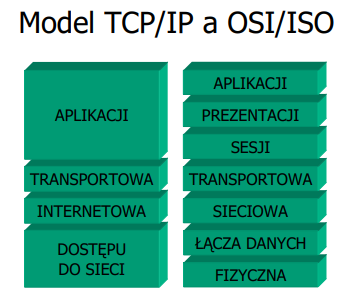 Model TCP/IP a OSI/ISO
APLIKACJI
TRANSPORTOWA
INTERNETOWA
DOSTĘPU
DO SIECI
APLIKACJI
PREZENTACJI
SESJI
TRANSPORTOWA
SIECIOWA
ŁĄCZA DANYCH
FIZYCZNA